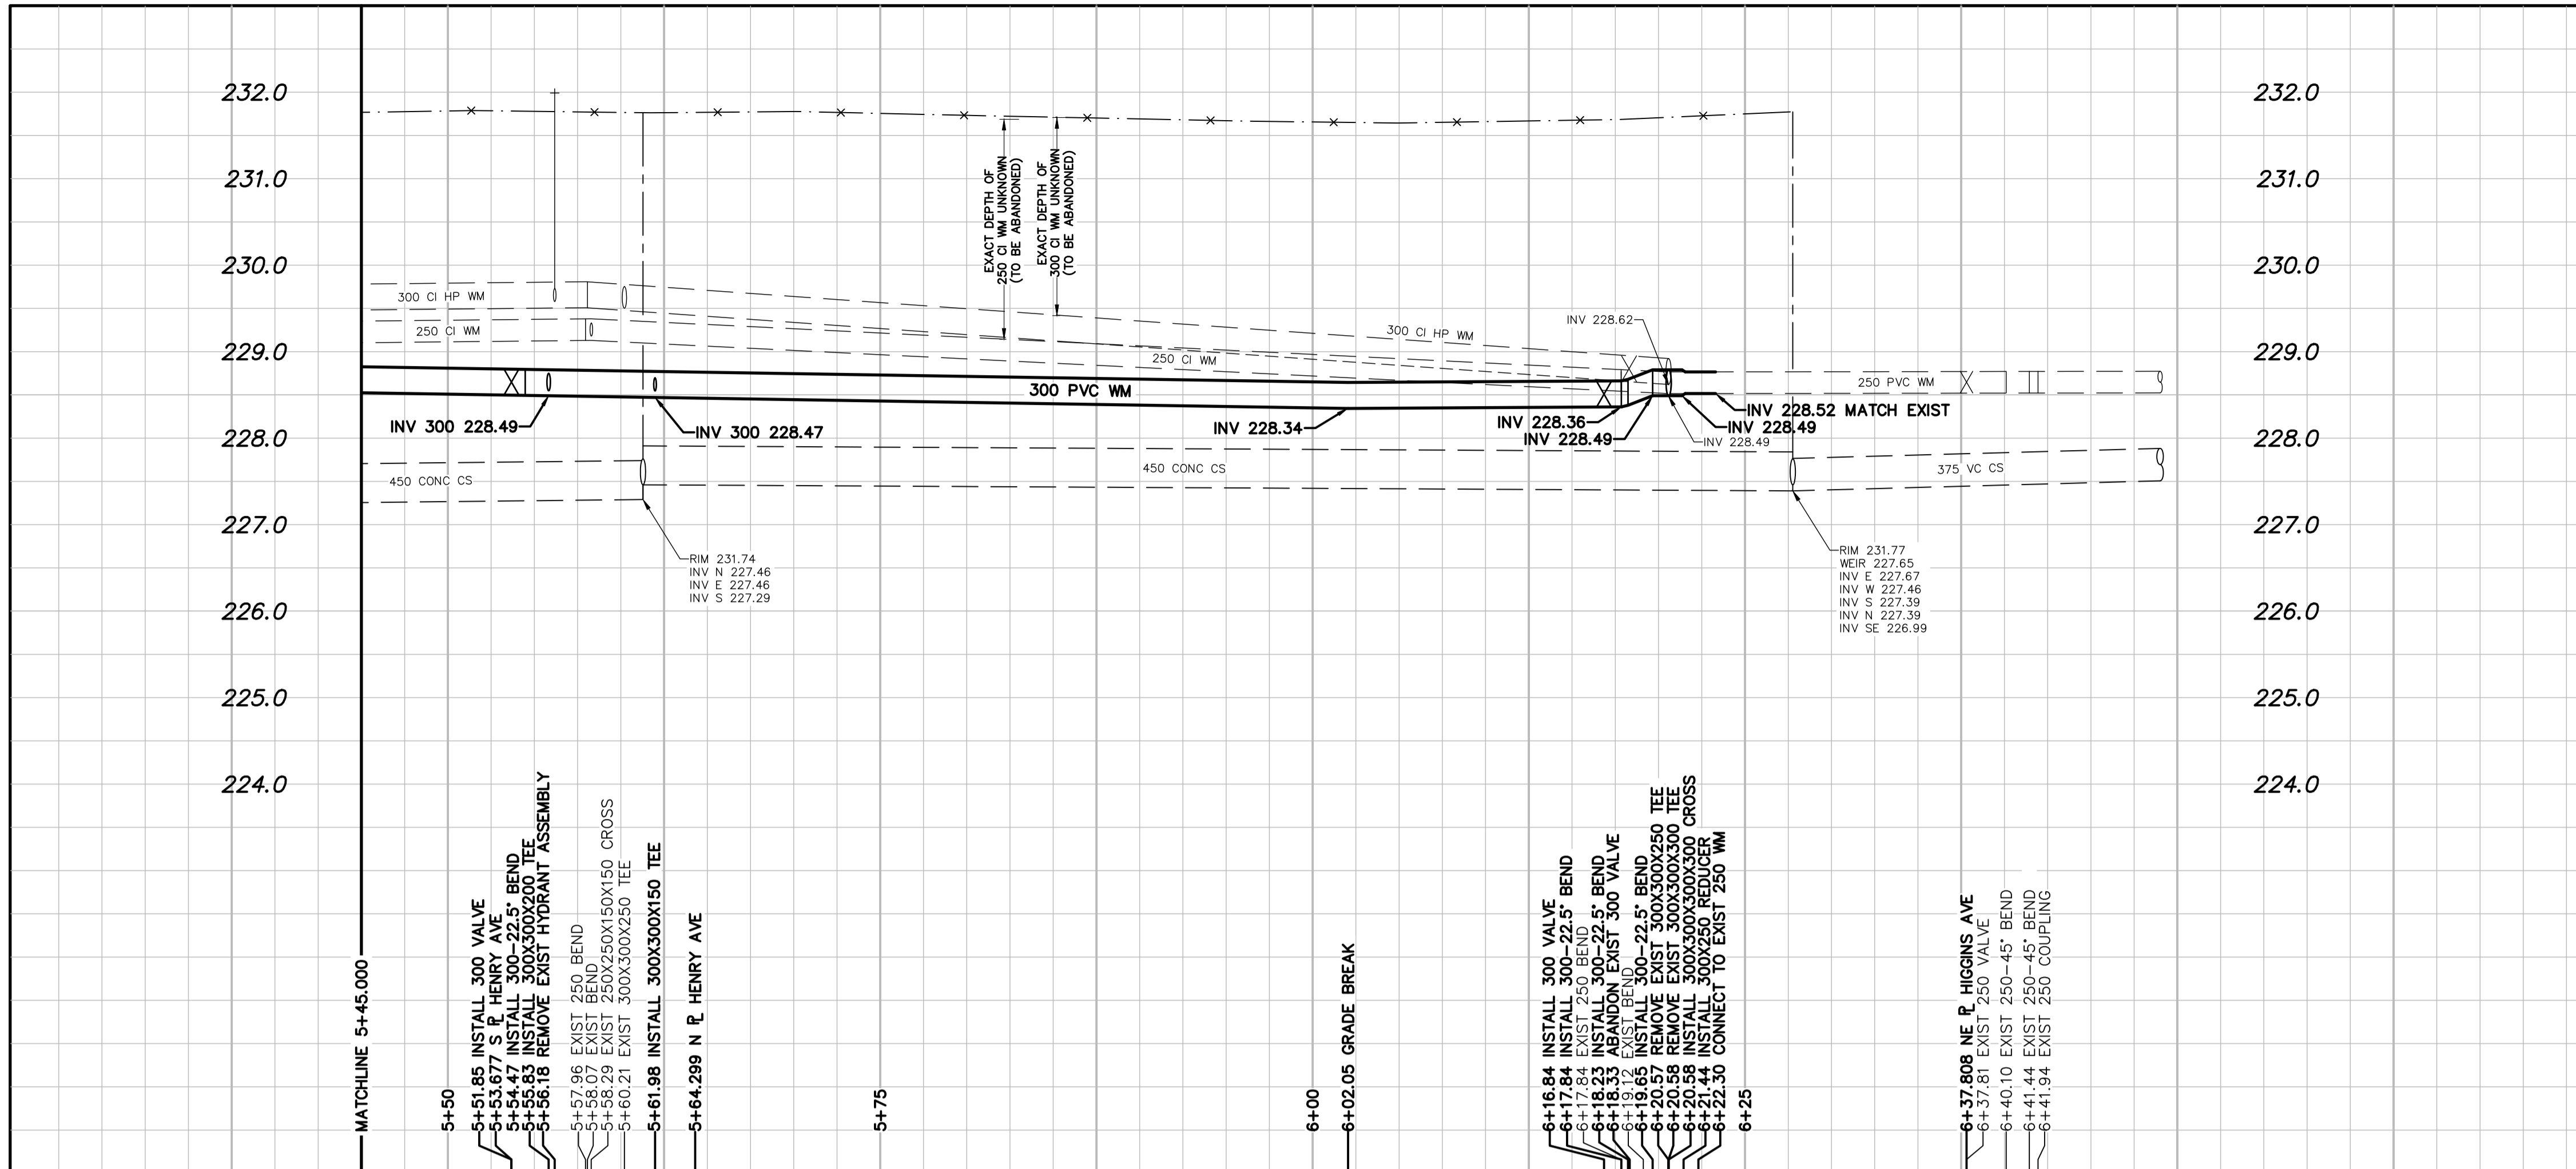 232.0
231.0
230.0
229.0
228.0
227.0
226.0
225.0
224.0
232.0
231.0
230.0
229.0
228.0
227.0
226.0
225.0
224.0
300 CI HP WM
250 CI WM
EXACT DEPTH OF
250 CI WM UNKNOWN
(TO BE ABANDONED)
EXACT DEPTH OF
300 CI WM UNKNOWN
(TO BE ABANDONED)
300 CI HP WM
250 CI WM
300 PVC WM
INV 228.62
250 PVC WM
INV 300 228.49
INV 300 228.47
INV 228.34
INV 228.36
INV 228.49
INV 228.49
INV 228.49
INV 228.52 MATCH EXIST
450 CONC CS
450 CONC CS
375 VC CS
RIM 231.74
INV N 227.46
INV E 227.46
INV S 227.29
RIM 231.77
WEIR 227.65
INV E 227.67
INV W 227.46
INV S 227.39
INV N 227.39
INV SE 226.99
MATCHLINE 5+45.000
5+50
5+51.85 INSTALL 300 VALVE
5+53.677 S PL HENRY AVE
5+54.47 INSTALL 300-22.5° BEND
5+55.83 INSTALL 300X300X200 TEE
5+56.18 REMOVE EXIST HYDRANT ASSEMBLY
5+57.96 EXIST 250 BEND
5+58.07 EXIST BEND
5+58.29 EXIST 250X250X150X150 CROSS
5+60.21 EXIST 300X300X250 TEE
5+61.98 INSTALL 300X300X150 TEE
5+64.299 N PL HENRY AVE
5+75
6+00
6+02.05 GRADE BREAK
6+16.84 INSTALL 300 VALVE
6+17.84 INSTALL 300-22.5° BEND
6+17.84 EXIST 250 BEND
6+18.23 INSTALL 300-22.5° BEND
6+18.33 ABANDON EXIST 300 VALVE
6+19.12 EXIST BEND
6+19.65 INSTALL 300-22.5° BEND
6+20.57 REMOVE EXIST 300X300X250 TEE
6+20.58 REMOVE EXIST 300X300X300 TEE
6+20.58 INSTALL 300X300X300X300 CROSS
6+21.44 INSTALL 300X250 REDUCER
6+22.30 CONNECT TO EXIST 250 WM
6+25
6+37.808 NE PL HIGGINS AVE
6+37.81 EXIST 250 VALVE
6+40.10 EXIST 250-45° BEND
6+41.44 EXIST 250-45° BEND
6+41.94 EXIST 250 COUPLING